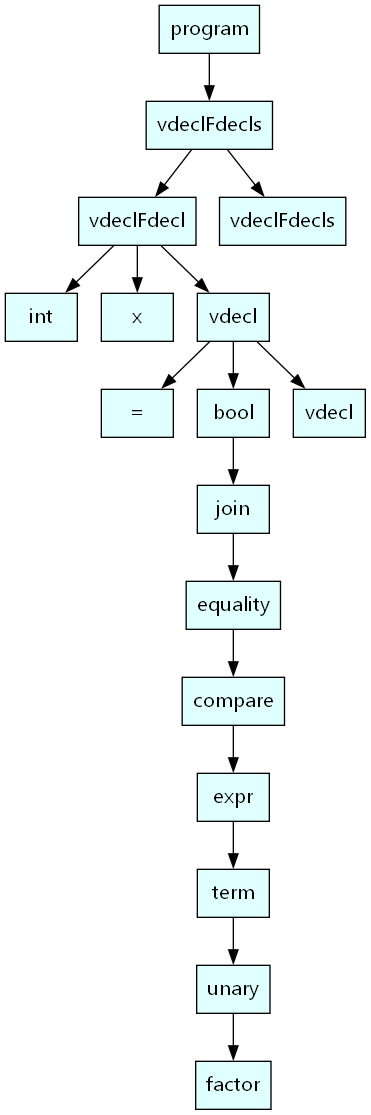 program
vdeclFdecls
vdeclFdecl
vdeclFdecls
int
x
vdecl
=
bool
vdecl
join
equality
compare
expr
term
unary
factor